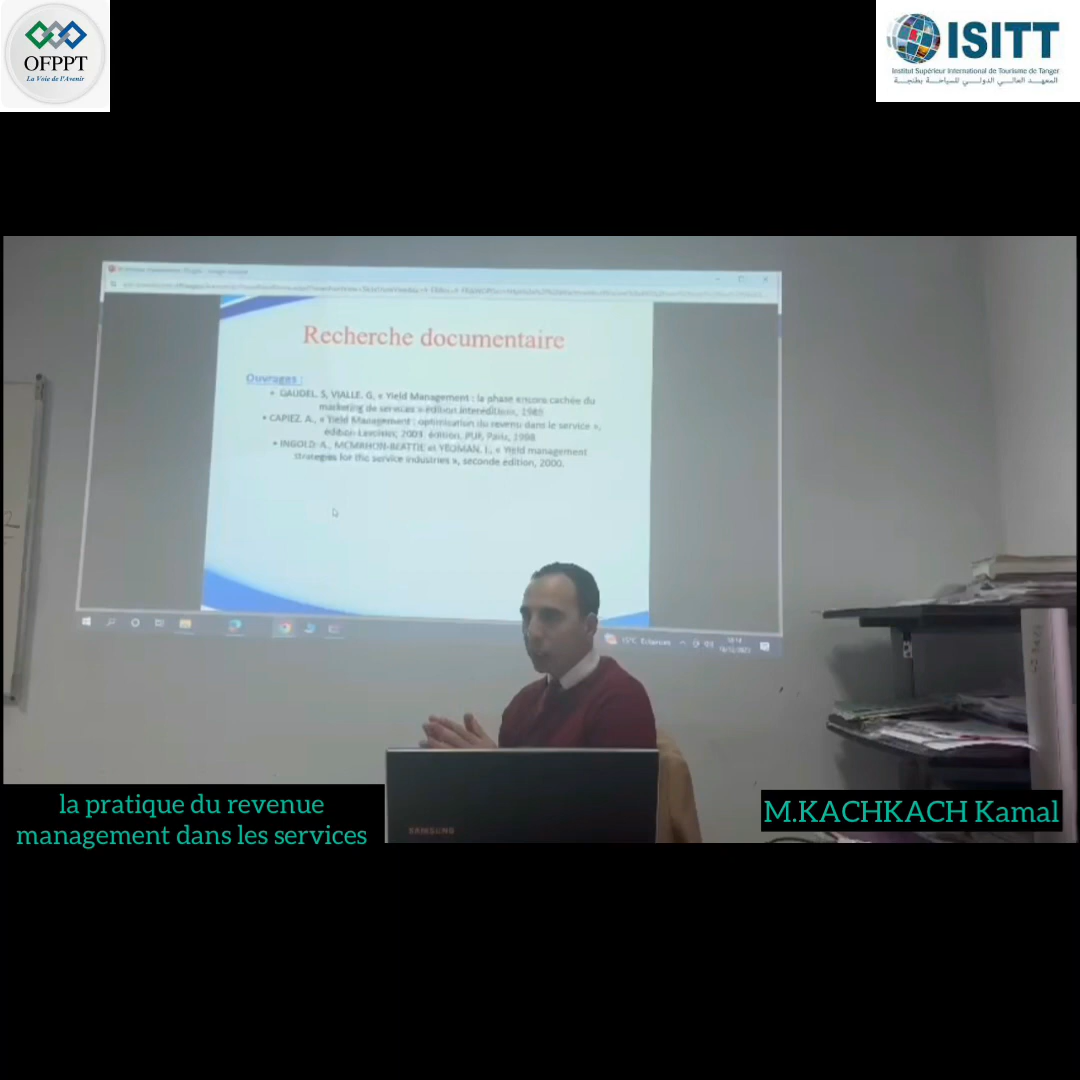 OFPPT
La Voie de l'Avenir
ISITT
Institut Supérieur International de Tourisme de Tanger
المعهد العالي الدولي للسياحة بطنجة
Recherche documentaire
Ouvrages :
• GAUDEL. S, VIALLE. G, « Yield Management : la phase encore cachée du
marketing de services » édition interéditions, 1989
• CAPIEZ. A., « Yield Management : optimisation du revenu dans le service »,
édition Lavoisier, 2003. édition. PUF, Paris, 1998
• INGOLD. A., MCMAHON-BEATTIE et YEOMAN. I., « Yield management
strategies for the service industries », seconde édition, 2000.
15°C Éclaircies
SAMSUNG
la pratique du revenue
management dans les services
M.KACHKACH Kamal